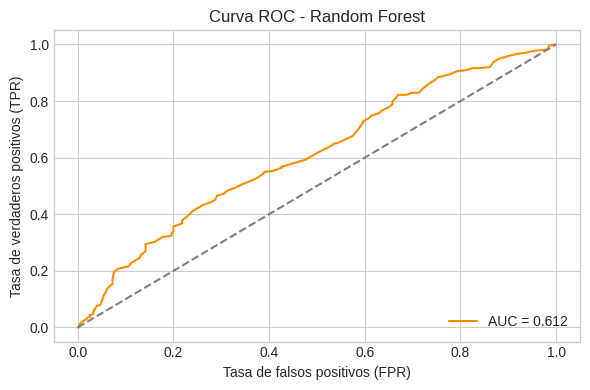 Curva ROC - Random Forest
Tasa de verdaderos positivos (TPR)
1.0
0.8
0.6
0.4
0.2
0.0
AUC = 0.612
0.0 0.2 0.4 0.6 0.8 1.0
Tasa de falsos positivos (FPR)